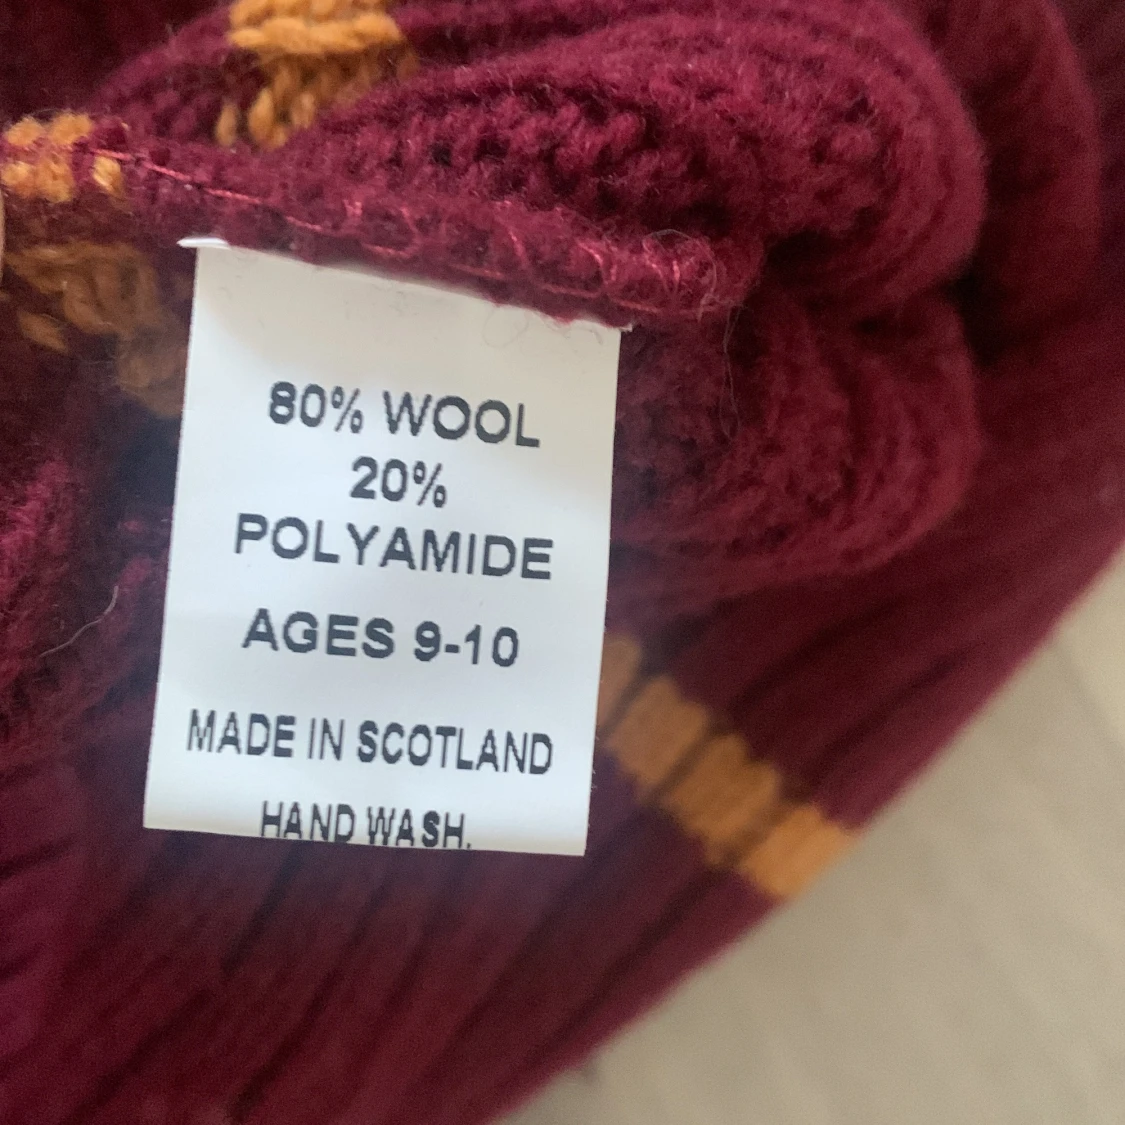 80% WOOL
20%
POLYAMIDE
AGES 9-10
MADE IN SCOTLAND
HAND WASH.